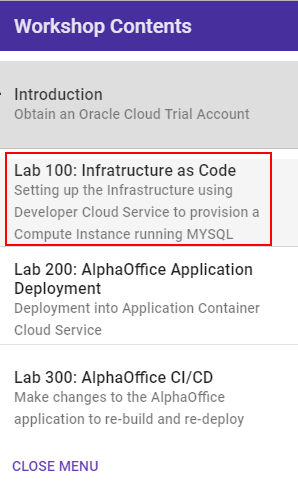 Workshop Contents
Introduction
Obtain an Oracle Cloud Trial Account
Lab 100: Infratructure as Code
Setting up the Infrastructure using
Developer Cloud Service to provision a
Compute Instance running MYSQL
Lab 200: AlphaOffice Application
Deployment
Deployment into Application Container
Cloud Service
Lab 300: AlphaOffice CI/CD
Make changes to the AlphaOffice
application to re-build and re-deploy
CLOSE MENU